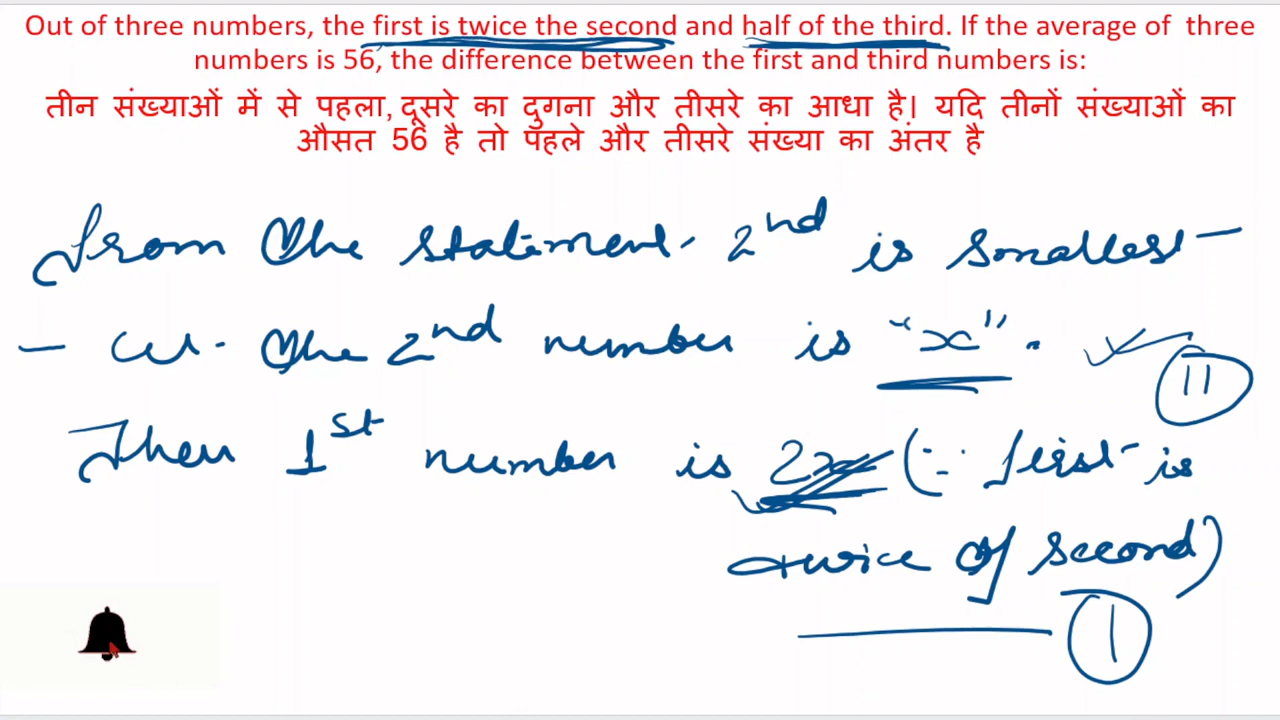 Out of three numbers, the first is twice the second and half of the third. If the average of three
numbers is 56, the difference between the first and third numbers is:
तीन संख्याओं में से पहला, दूसरे का दुगना और तीसरे का आधा है। यदि तीनों संख्याओं का
औसत 56 है तो पहले और तीसरे संख्या का अंतर है
from the statement 2nd is smallest
- Let the 2nd number is "x".
11
Then 1st number is 2x (∵ first is
twice of second)
1